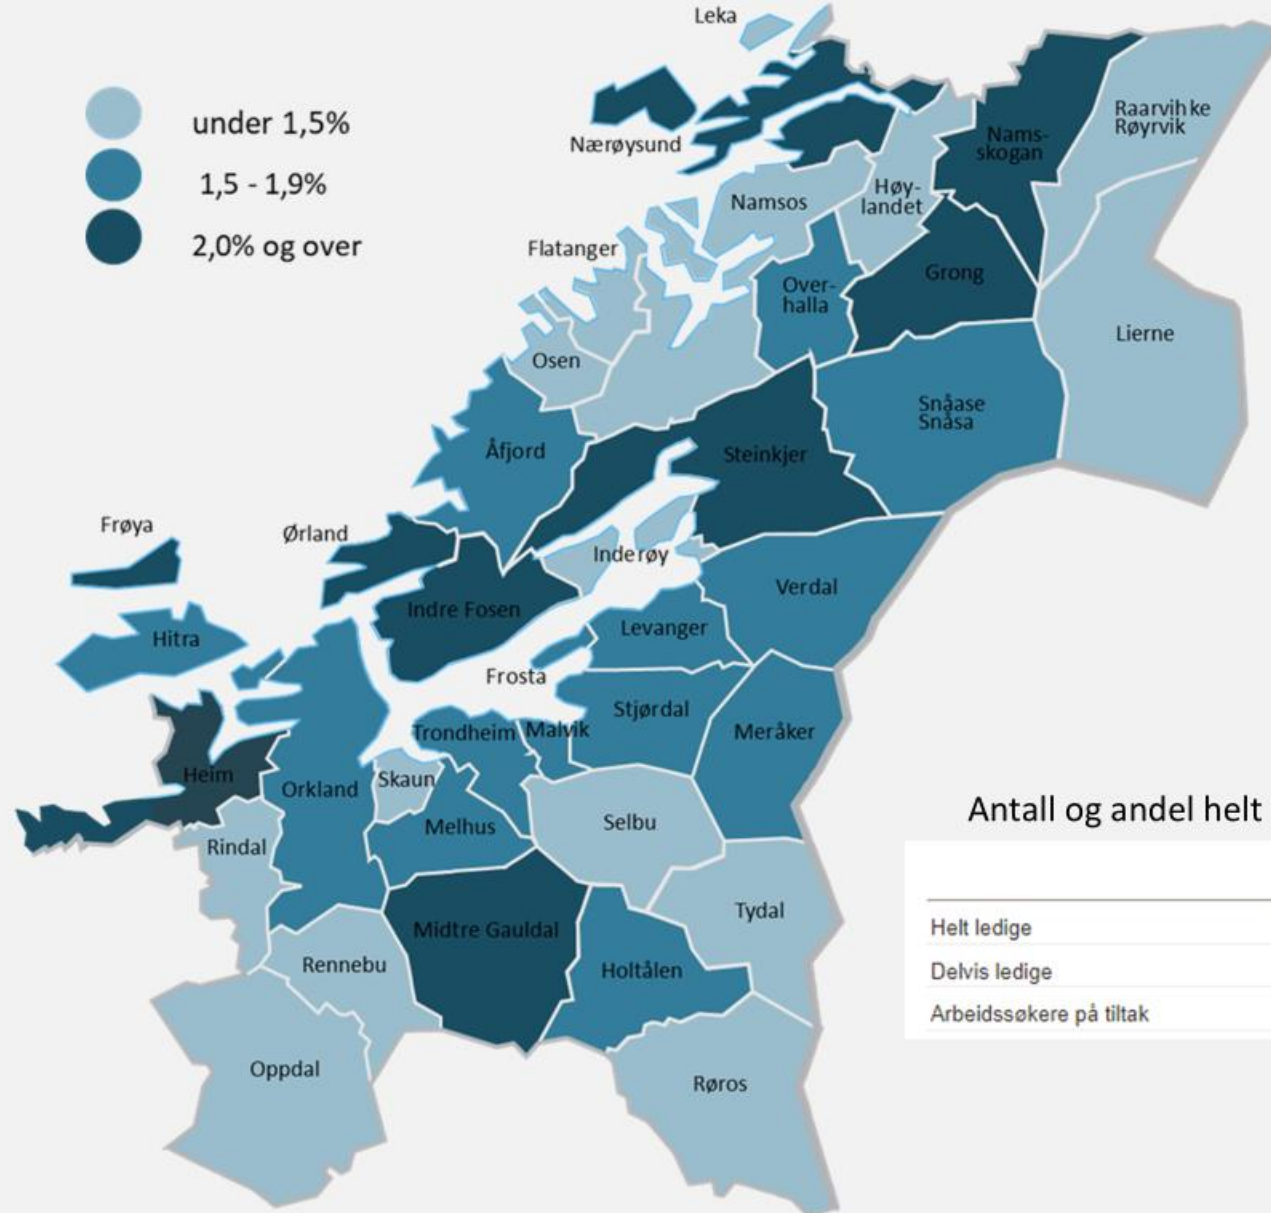 Leka
under 1,5%
1,5 - 1,9%
2,0% og over
Nærøysund
Nams-
skogan
Raarvihke
Røyrvik
Namsos
Høy-
landet
Flatanger
Over-
halla
Grong
Lierne
Osen
Snåase
Snåsa
Åfjord
Steinkjer
Frøya
Ørland
Inderøy
Verdal
Hitra
Indre Fosen
Levanger
Frosta
Stjørdal
Trondheim
Malvik
Meråker
Heim
Orkland
Skaun
Selbu
Melhus
Rindal
Antall og andel helt
Tydal
Midtre Gauldal
Helt ledige
Rennebu
Holtålen
Delvis ledige
Arbeidssøkere på tiltak
Oppdal
Røros